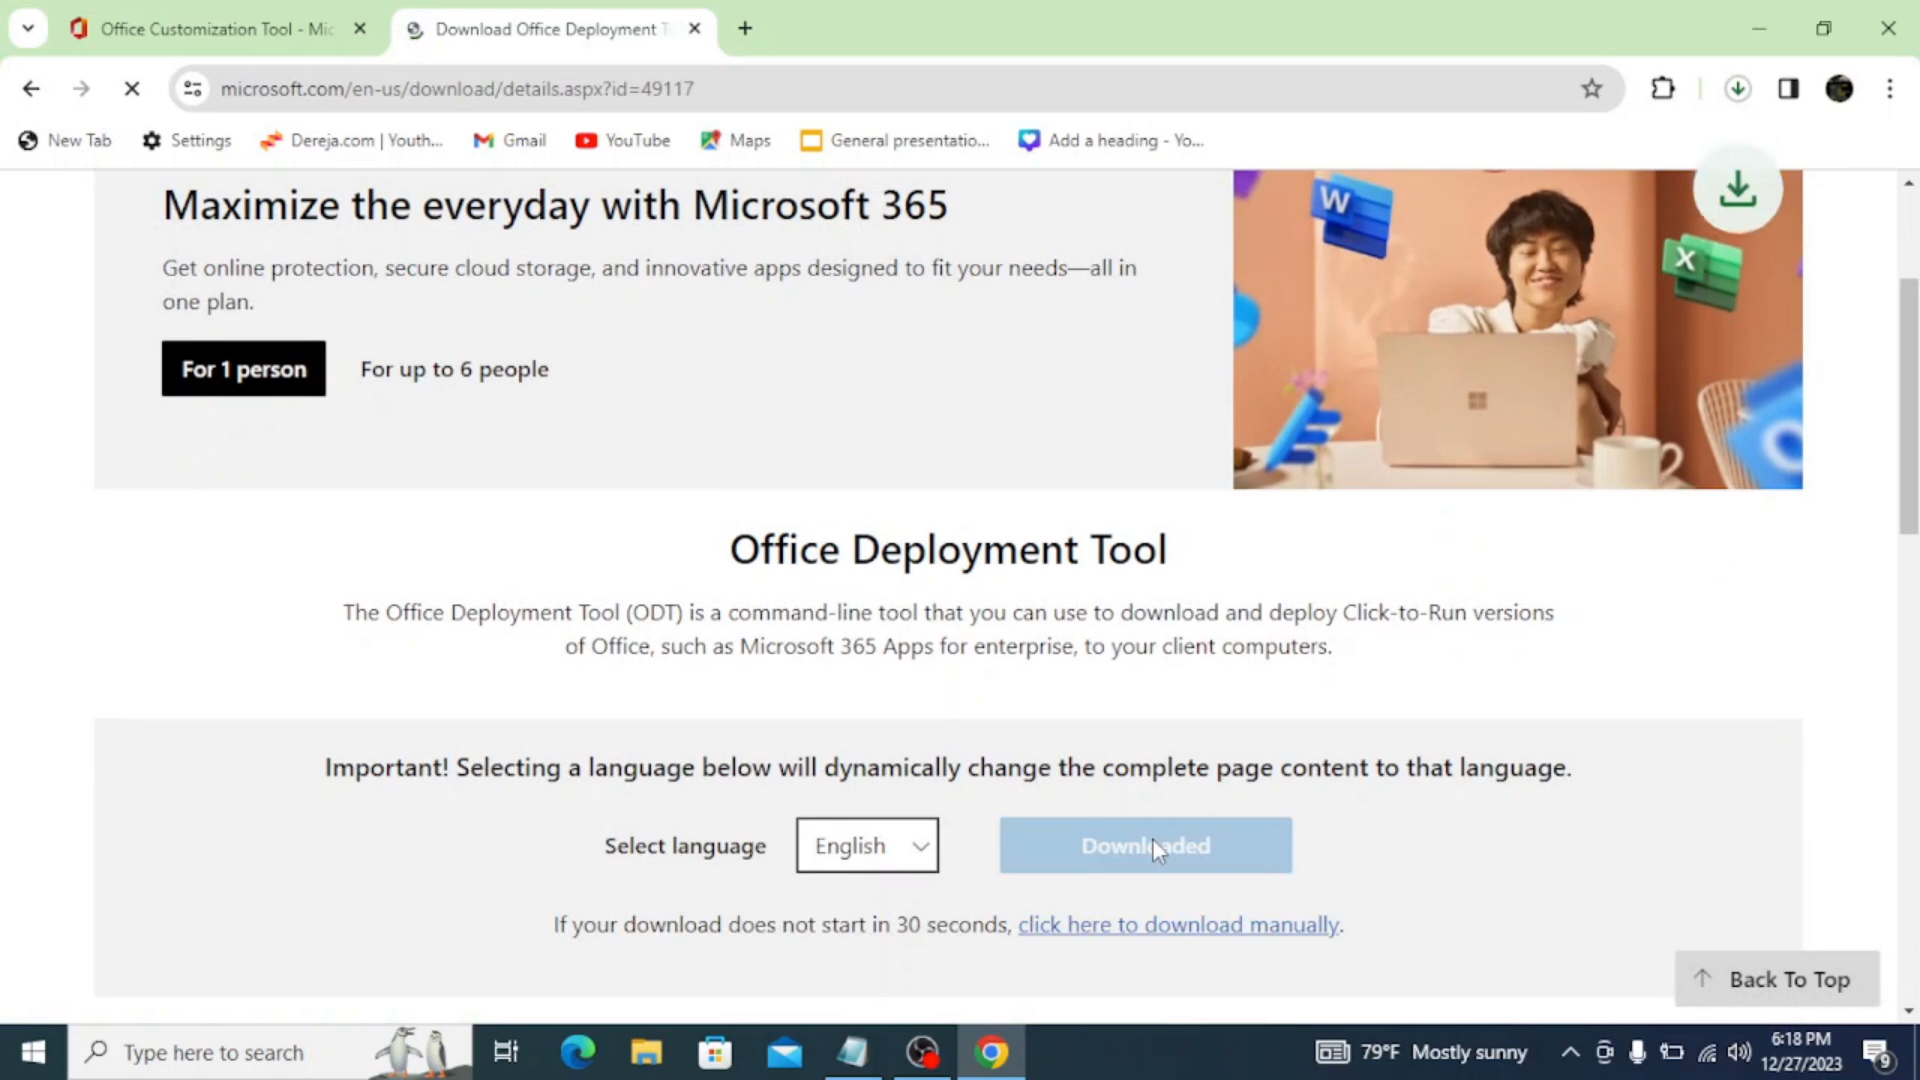 Office Customization Tool - Mic
Download Office Deployment T
microsoft.com/en-us/download/details.aspx?id=49117
New Tab
Settings
Dereja.com | Youth...
Gmail
YouTube
Maps
General presentatio...
Add a heading - Yo...
Maximize the everyday with Microsoft 365
Get online protection, secure cloud storage, and innovative apps designed to fit your needs—all in
one plan.
For 1 person
For up to 6 people
W
X
Office Deployment Tool
The Office Deployment Tool (ODT) is a command-line tool that you can use to download and deploy Click-to-Run versions
of Office, such as Microsoft 365 Apps for enterprise, to your client computers.
Important! Selecting a language below will dynamically change the complete page content to that language.
Select language
English
Downloaded
If your download does not start in 30 seconds, click here to download manually.
Back To Top
Type here to search
79°F Mostly sunny
6:18 PM
12/27/2023
9